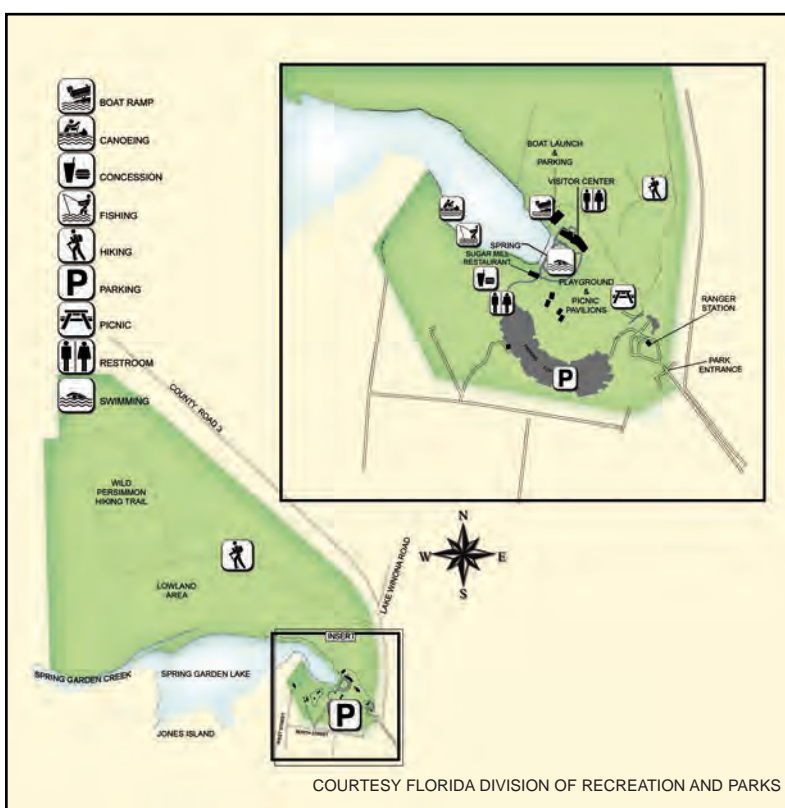 BOAT RAMP
CANOEING
CONCESSION
FISHING
HIKING
P
PARKING
PICNIC
RESTROOM
SWIMMING
BOAT LAUNCH
&
PARKING
VISITOR CENTER
SPRING
SUGAR MILL
RESTAURANT
PLAYGROUND
&
PICNIC
PAVILIONS
RANGER
STATION
PARK
ENTRANCE
P
COUNTY ROAD 3
WILD
PERSIMMON
HIKING TRAIL
LOWLAND
AREA
N
W
E
S
LAKE WINONA ROAD
INSERT
SPRING GARDEN CREEK
SPRING GARDEN LAKE
P
JONES ISLAND
COURTESY FLORIDA DIVISION OF RECREATION AND PARKS